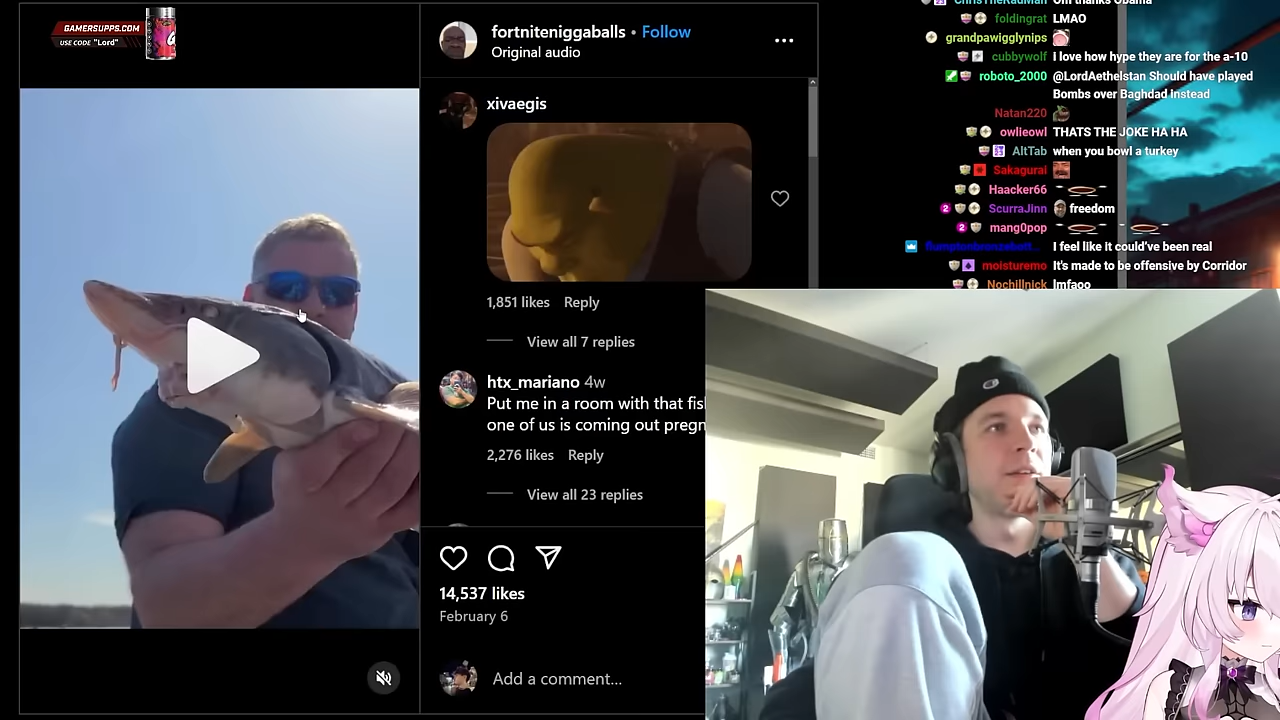 GAMERSUPPS.COM
USE CODE "Lord"
G
fortniteniggaballs • Follow
Original audio
xivaegis
1,851 likes Reply
View all 7 replies
htx_mariano 4w
Put me in a room with that fis
one of us is coming out pregn
2,276 likes Reply
View all 23 replies
14,537 likes
February 6
Add a comment...
foldingrat LMAO
grandpawigglynips
cubbywolf I love how hype they are for the a-10
roboto_2000 @LordAethelstan Should have played
Bombs over Baghdad instead
Natan220
owlieowl THATS THE JOKE HA HA
AltTab when you bowl a turkey
Sakagurai
Haacker66
2 ScurraJinn freedom
2 mang0pop
I feel like it could've been real
moisturemo It's made to be offensive by Corridor
Nochillnick lmfaoo